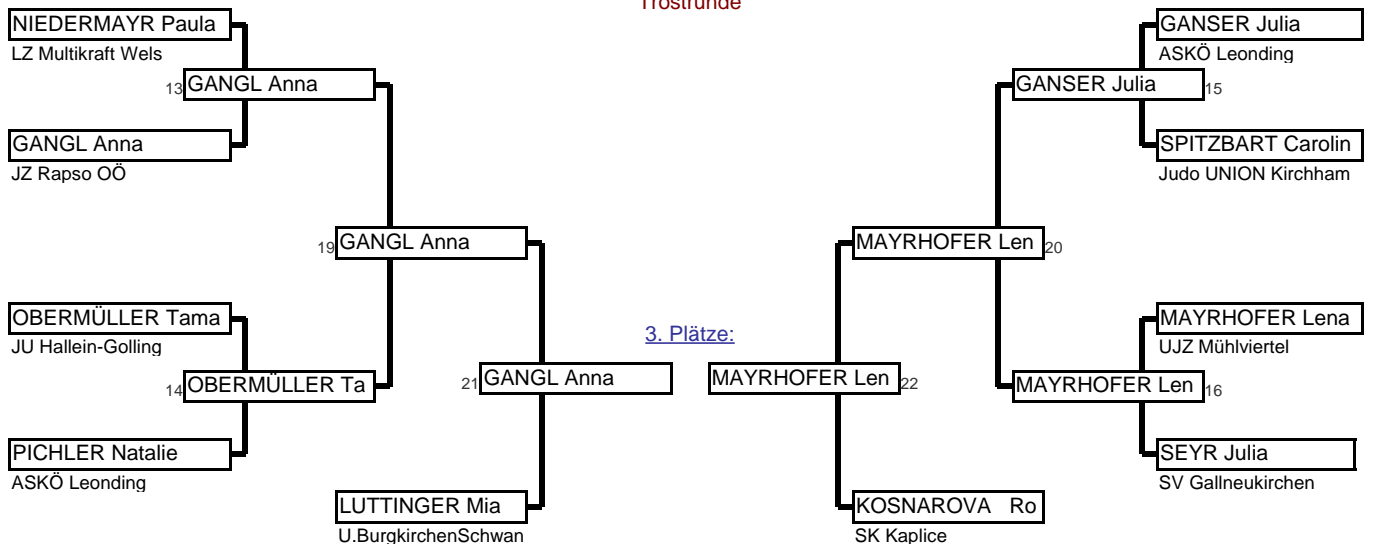 Trostrunde
NIEDERMAYR Paula
LZ Multikraft Wels
13 GANGL Anna
GANGL Anna
JZ Rapso OÖ
19 GANGL Anna
OBERMÜLLER Tama
JU Hallein-Golling
14 OBERMÜLLER Ta
PICHLER Natalie
ASKÖ Leonding
21 GANGL Anna
LUTTINGER Mia
U.BurgkirchenSchwan
3. Plätze:
GANSER Julia
ASKÖ Leonding
GANSER Julia 15
SPITZBART Carolin
Judo UNION Kirchham
MAYRHOFER Len 20
MAYRHOFER Lena
UJZ Mühlviertel
MAYRHOFER Len 16
SEYR Julia
SV Gallneukirchen
MAYRHOFER Len 22
KOSNAROVA Ro
SK Kaplice